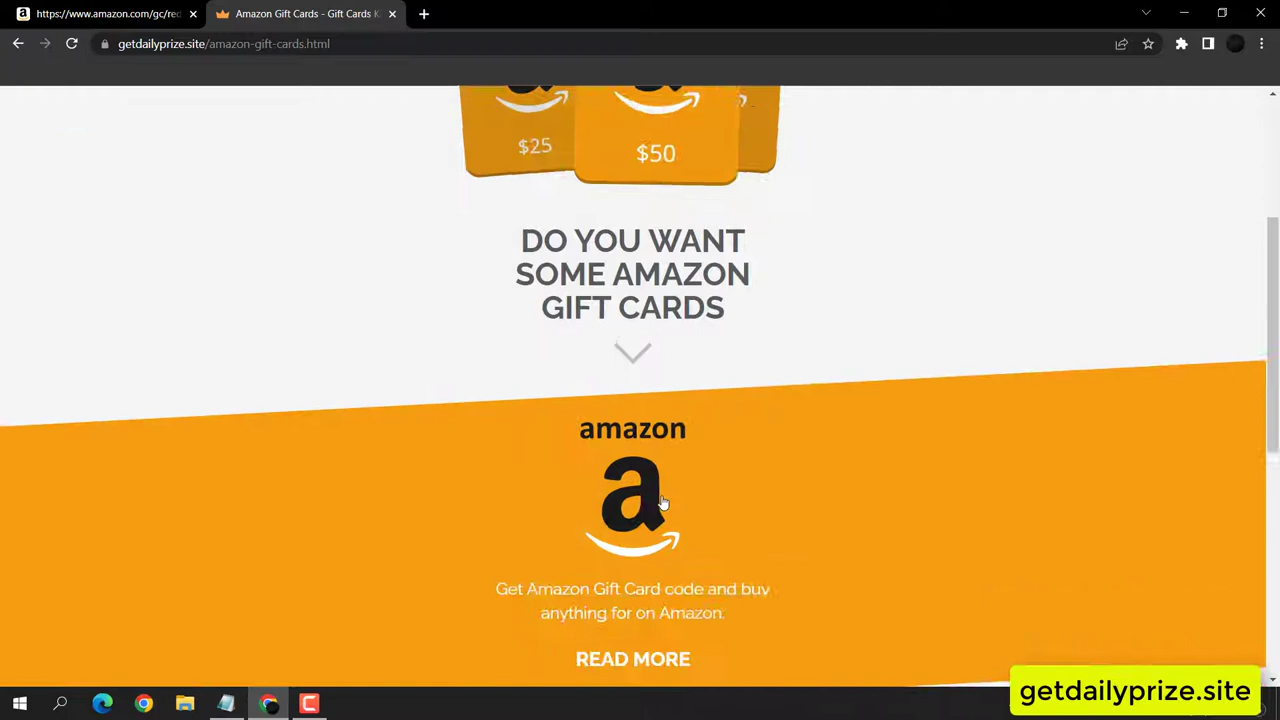 https://www.amazon.com/gc/red
Amazon Gift Cards - Gift Cards K
getdailyprize.site/amazon-gift-cards.html
$25
$50
DO YOU WANT
SOME AMAZON
GIFT CARDS
amazon
a
Get Amazon Gift Card code and buy
anything for on Amazon.
READ MORE
getdailyprize.site